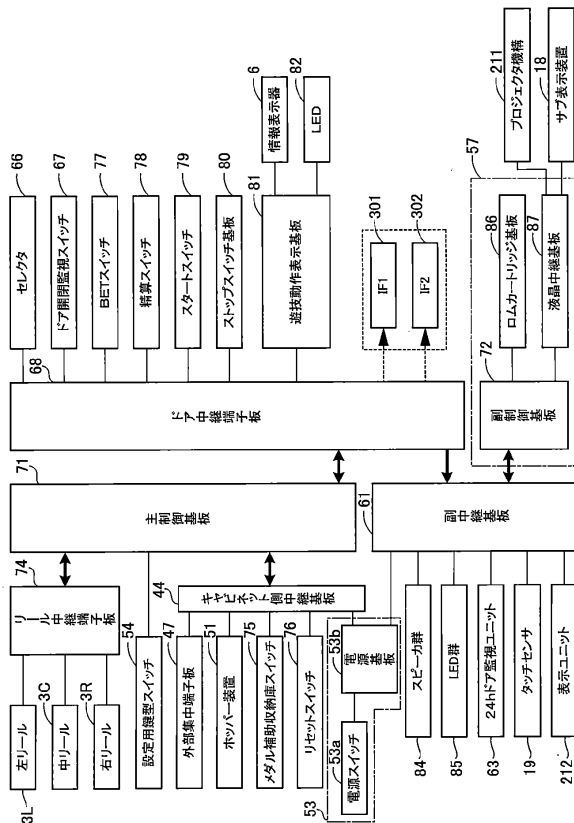 左リール
3L
中リール
3C
右リール
3R
74
リール中継端子板
設定用鍵型スイッチ
54
外部集中端子板
47
ホッパー装置
51
メダル補助収納庫スイッチ
75
リセットスイッチ
76
44
キャビネット側中継基板
電源スイッチ
53a
電源基板
53b
53
71
主制御基板
61
副中継基板
スピーカ群
84
LED群
85
24hドア監視ユニット
63
タッチセンサ
19
表示ユニット
212
68
ドア中継端子板
セレクタ
66
ドア開閉監視スイッチ
67
BETスイッチ
77
精算スイッチ
78
スタートスイッチ
79
ストップスイッチ基板
80
遊技動作表示基板
81
情報表示器
6
LED
82
IF1
301
IF2
302
57
72
副制御基板
ロムカートリッジ基板
86
液晶中継基板
87
プロジェクタ機構
211
サブ表示装置
18